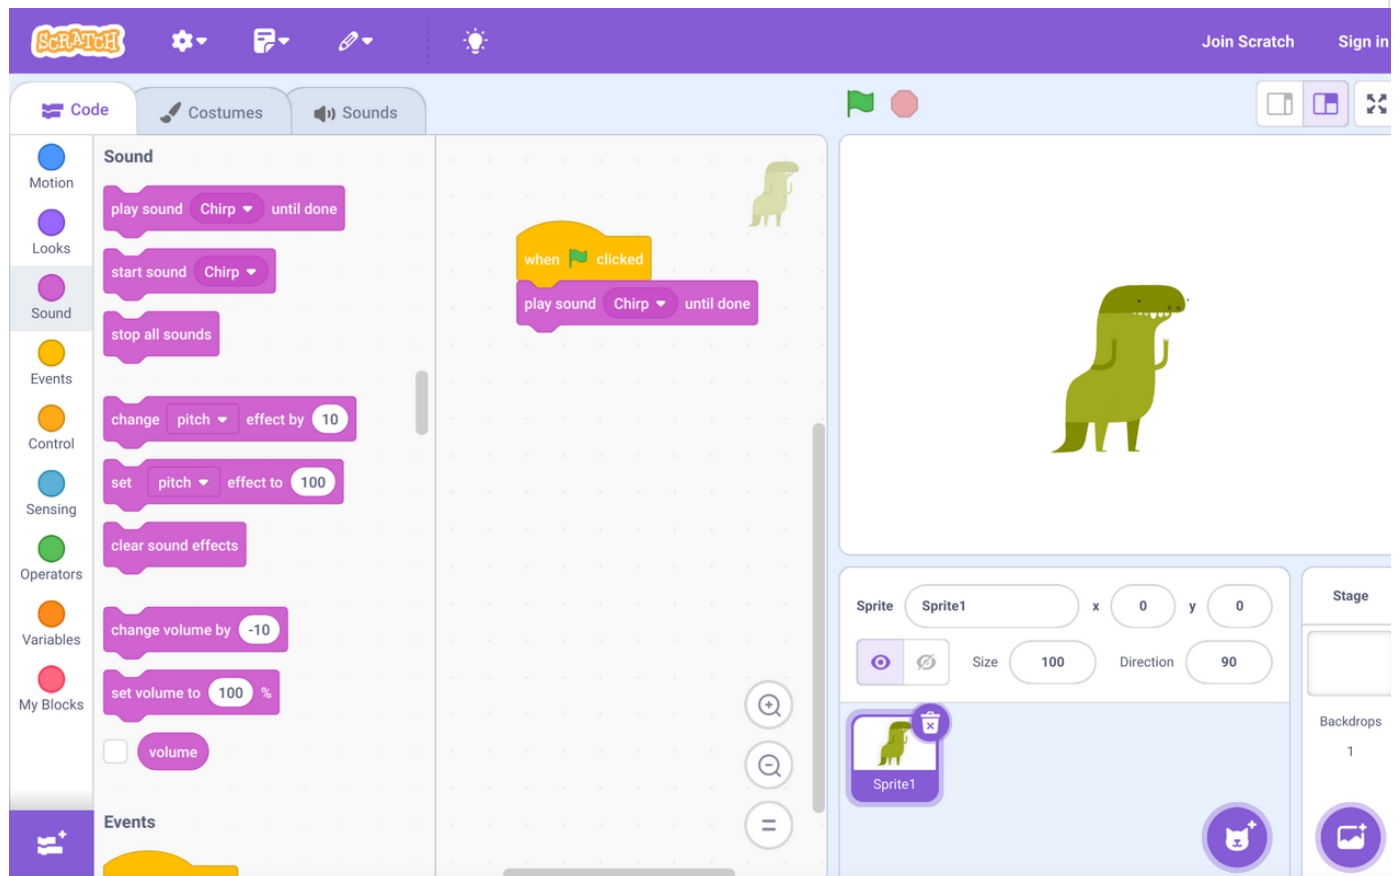 SCRATCH
Join Scratch
Sign in
Code
Costumes
Sounds
Motion
Looks
Sound
Events
Control
Sensing
Operators
Variables
My Blocks
Sound
play sound Chirp until done
start sound Chirp
stop all sounds
change pitch effect by 10
set pitch effect to 100
clear sound effects
change volume by -10
set volume to 100 %
volume
Events
when clicked
play sound Chirp until done
Sprite Sprite1 x 0 y 0
Size 100 Direction 90
Sprite1
Stage
Backdrops
1